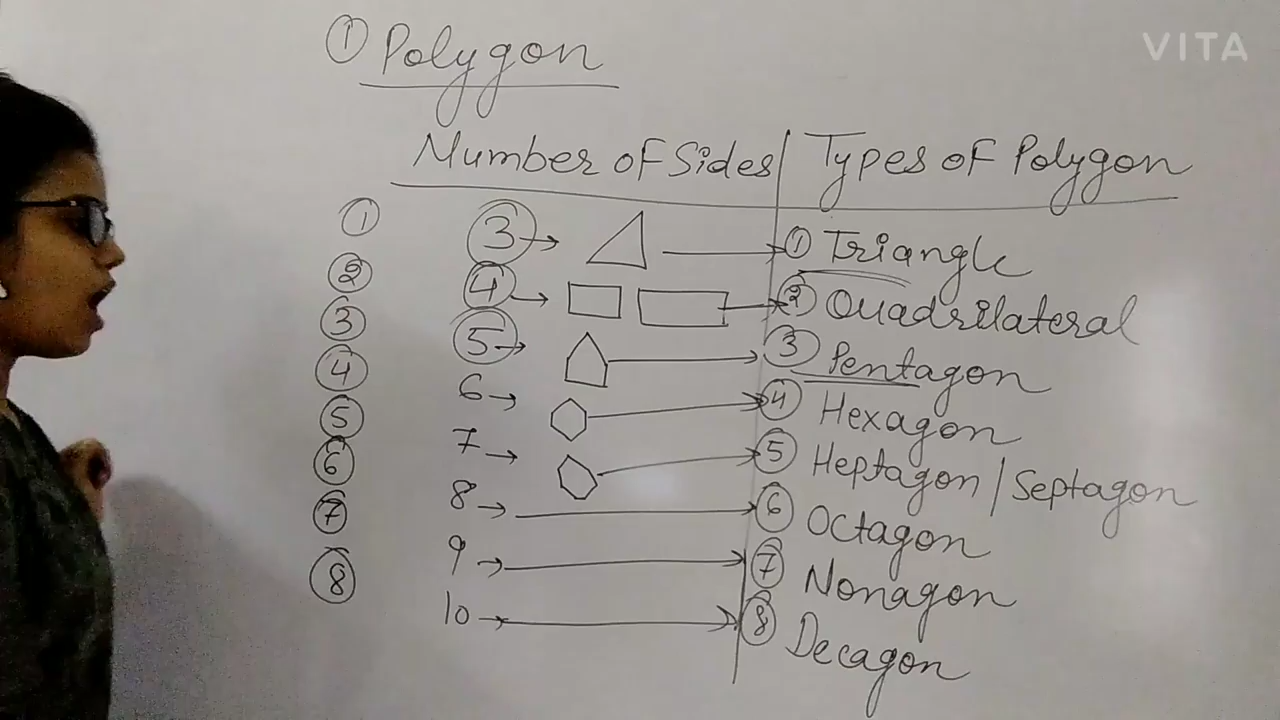 VITA
① Polygon
Number of Sides | Types of Polygon
① 3 → → ① Triangle
② 4 → → ② Quadrilateral
③ 5 → → ③ Pentagon
④ 6 → → ④ Hexagon
⑤ 7 → → ⑤ Heptagon / Septagon
⑥ 8 → → ⑥ Octagon
⑦ 9 → → ⑦ Nonagon
⑧ 10 → → ⑧ Decagon